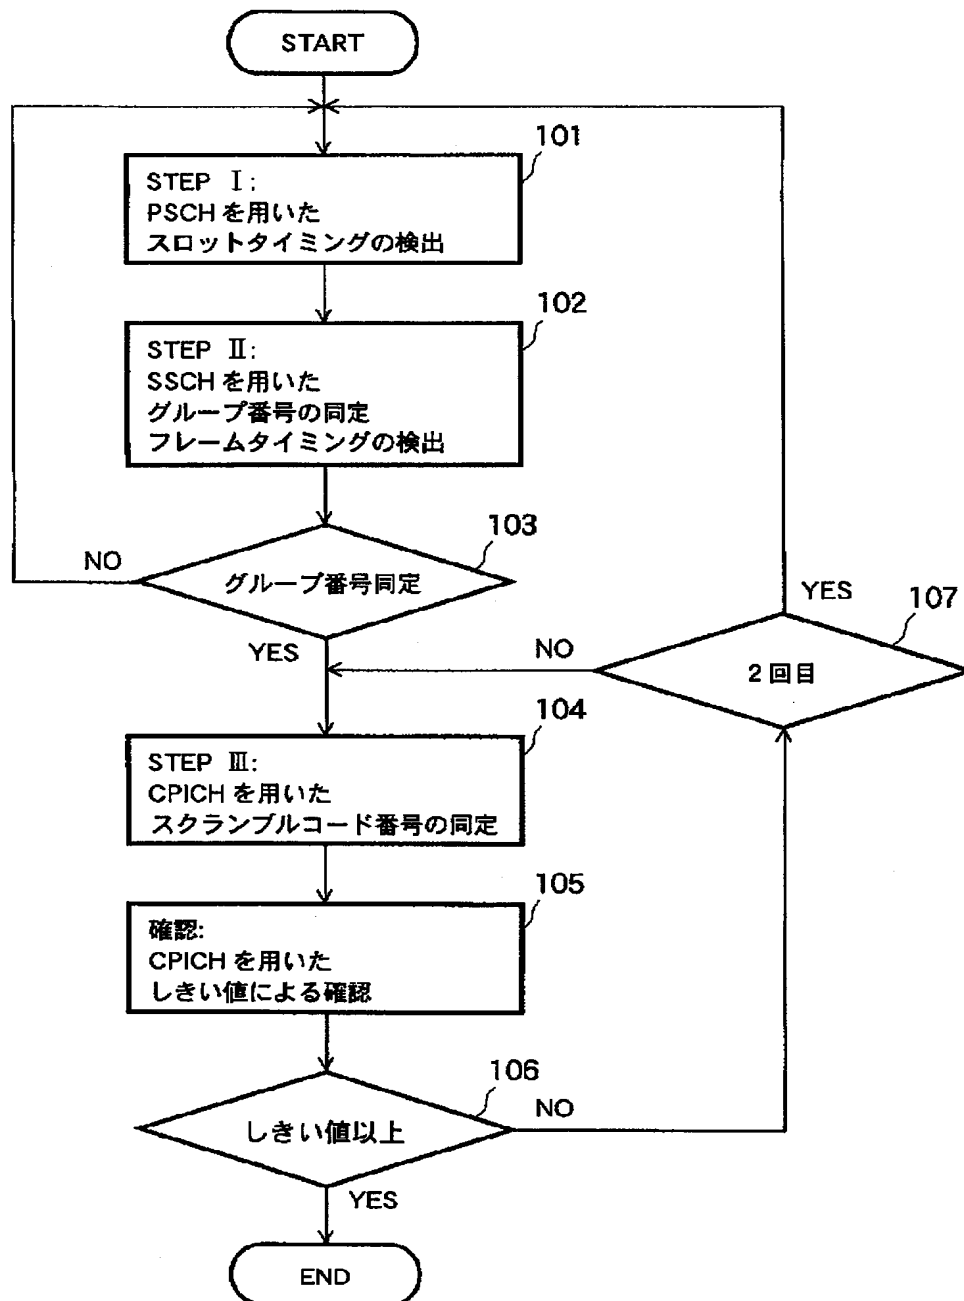 START
101
STEP Ⅰ:
PSCH を用いた
スロットタイミングの検出
102
STEP Ⅱ:
SSCH を用いた
グループ番号の同定
フレームタイミングの検出
103
NO
グループ番号同定
YES
YES
107
NO
2回目
104
STEP Ⅲ:
CPICH を用いた
スクランブルコード番号の同定
105
確認:
CPICH を用いた
しきい値による確認
106
NO
しきい値以上
YES
END